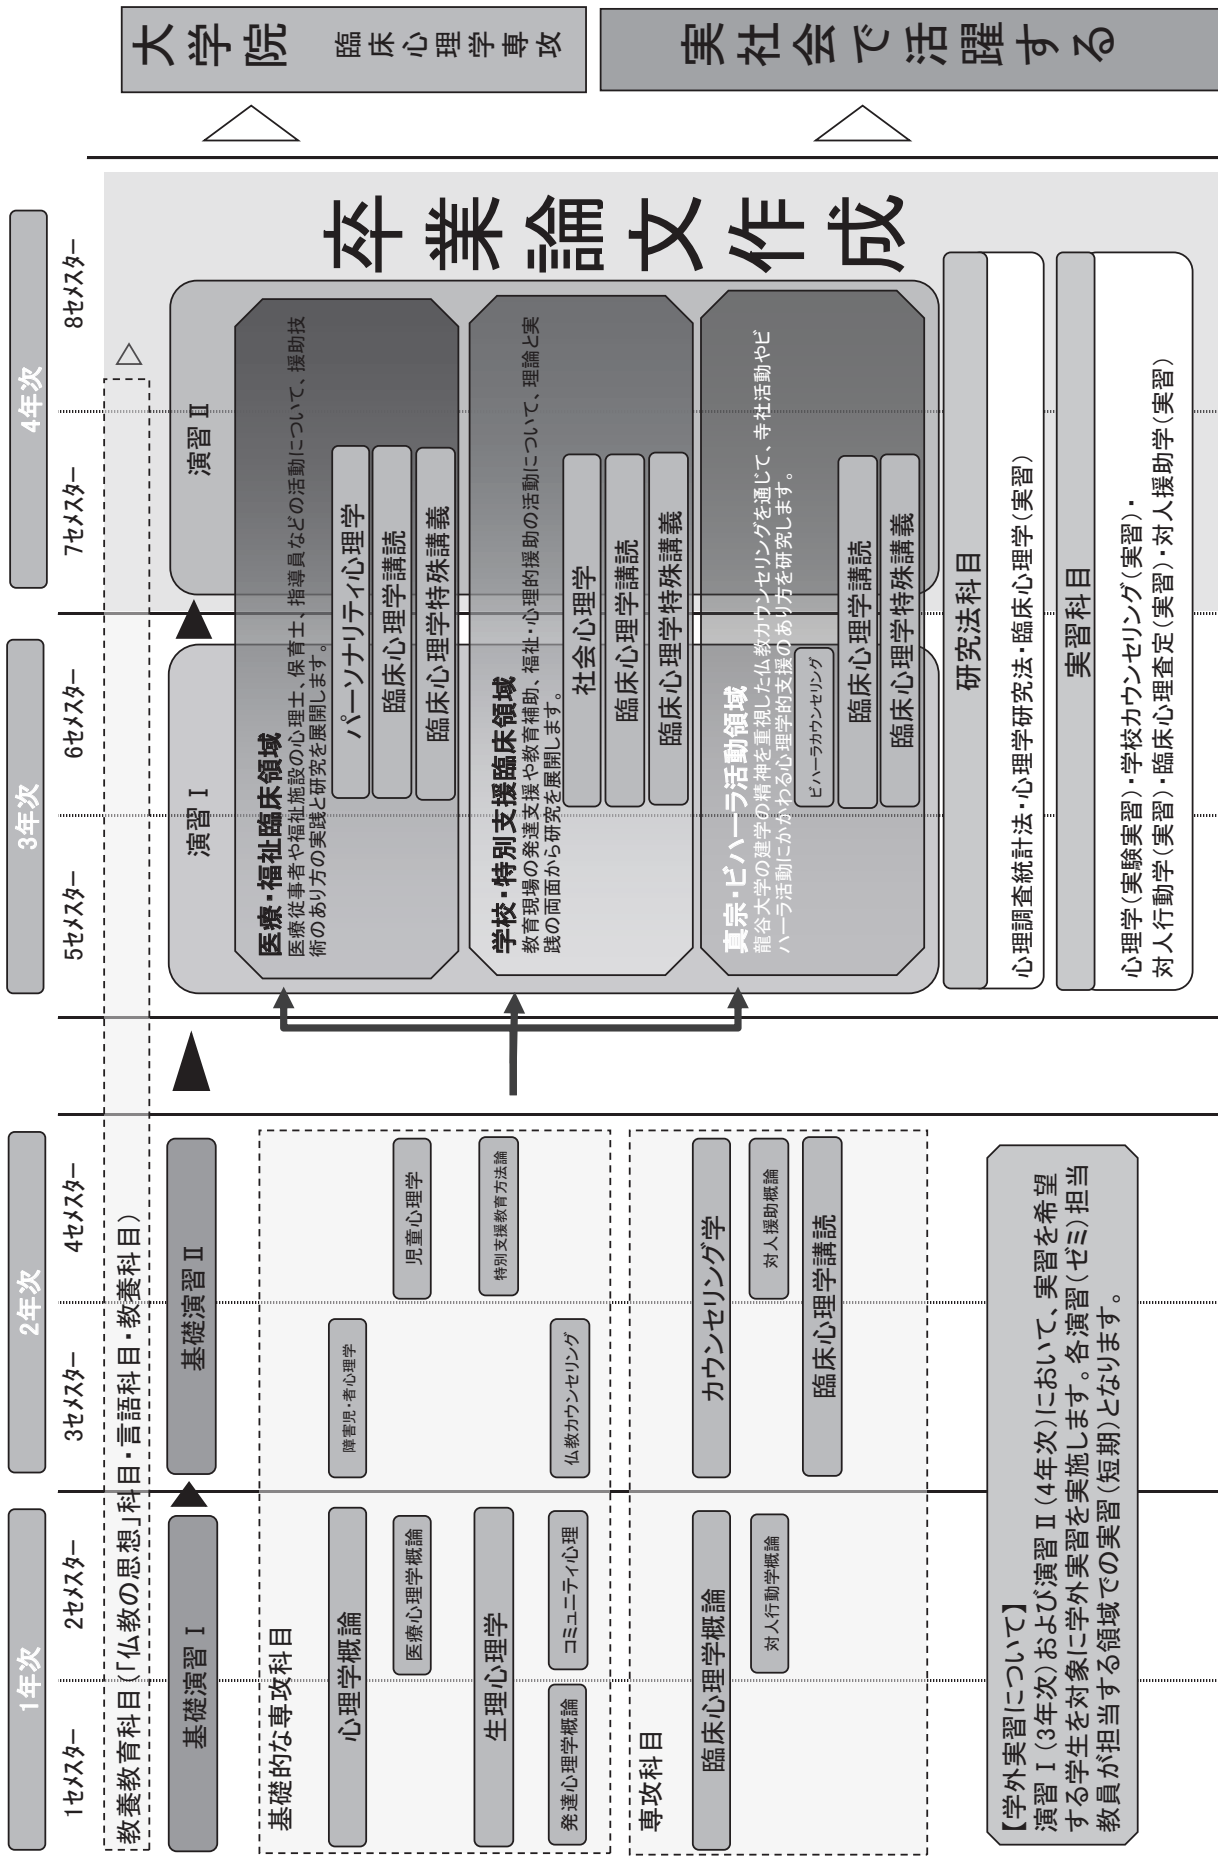 1年次
2年次
3年次
4年次
1セメスター
2セメスター
3セメスター
4セメスター
5セメスター
6セメスター
7セメスター
8セメスター
教養教育科目(「仏教の思想」科目・言語科目・教養科目)
基礎演習 Ⅰ
基礎演習 Ⅱ
演習 Ⅰ
演習 Ⅱ
基礎的な専攻科目
心理学概論
障害児・者心理学
医療心理学概論
児童心理学
生理心理学
特別支援教育方法論
発達心理学概論
コミュニティ心理
仏教カウンセリング
専攻科目
臨床心理学概論
カウンセリング学
対人行動学概論
対人援助概論
臨床心理学講読
【学外実習について】
演習 Ⅰ (3年次)および演習 Ⅱ (4年次)において、実習を希望
する学生を対象に学外実習を実施します。各演習(ゼミ)担当
教員が担当する領域での実習(短期)となります。
医療・福祉臨床領域
医療従事者や福祉施設の心理士、保育士、指導員などの活動について、援助技
術のあり方の実践と研究を展開します。
パーソナリティ心理学
臨床心理学講読
臨床心理学特殊講義
学校・特別支援臨床領域
教育現場の発達支援や教育補助、福祉・心理的援助の活動について、理論と実
践の両面から研究を展開します。
社会心理学
臨床心理学講読
臨床心理学特殊講義
真宗・ビハーラ活動領域
龍谷大学の建学の精神を重視した仏教カウンセリングを通じて、寺社活動やビ
ハーラ活動にかかわる心理学的支援のあり方を研究します。
ビハーラカウンセリング
臨床心理学講読
臨床心理学特殊講義
研究法科目
心理調査統計法・心理学研究法・臨床心理学(実習)
実習科目
心理学(実験実習)・学校カウンセリング(実習)・
対人行動学(実習)・臨床心理査定(実習)・対人援助学(実習)
卒業論文作成
大学院 臨床心理学専攻
実社会で活躍する